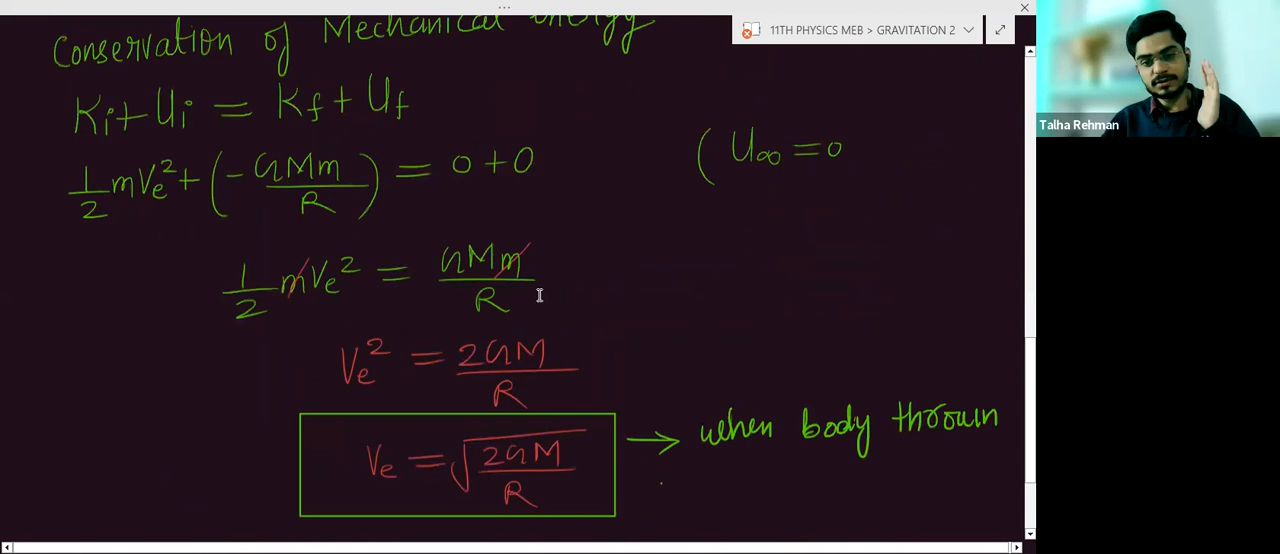 11TH PHYSICS MEB > GRAVITATION 2
Talha Rehman
Conservation of Mechanical Energy
Ki + Ui = Kf + Uf
1/2 mVe² + (- GMm/R) = 0 + 0
( U∞ = 0
1/2 mVe² = GMm/R
Ve² = 2GM/R
Ve = √(2GM/R) → when body thrown